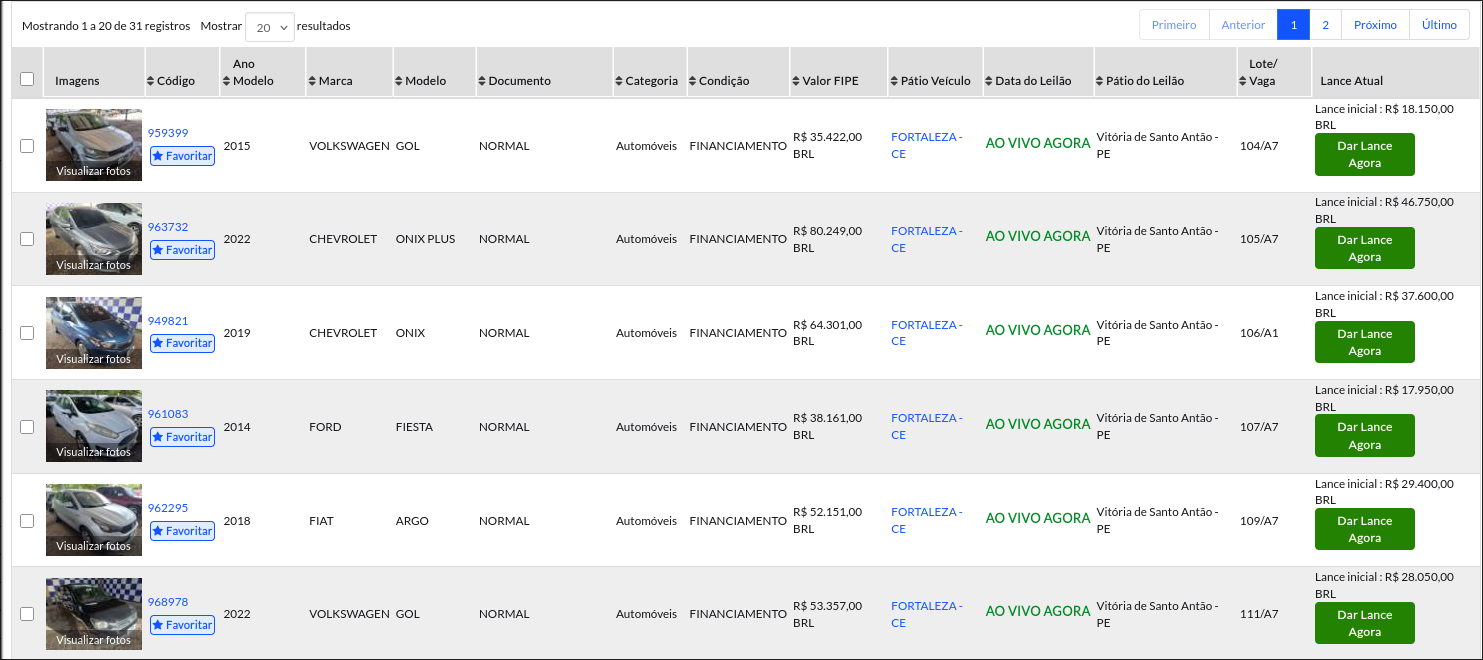 Mostrando 1 a 20 de 31 registros Mostrar 20 resultados Primeiro Anterior 1 2 Próximo Último
Imagens Código Ano Modelo Marca Modelo Documento Categoria Condição Valor FIPE Pátio Veículo Data do Leilão Pátio do Leilão Lote/ Vaga Lance Atual
Visualizar fotos
959399
Favoritar
2015 VOLKSWAGEN GOL NORMAL Automóveis FINANCIAMENTO
R$ 35.422,00
BRL
FORTALEZA -
CE
AO VIVO AGORA
Vitória de Santo Antão -
PE
104/A7
Lance inicial : R$ 18.150,00
BRL
Dar Lance
Agora
Visualizar fotos
963732
Favoritar
2022 CHEVROLET ONIX PLUS NORMAL Automóveis FINANCIAMENTO
R$ 80.249,00
BRL
FORTALEZA -
CE
AO VIVO AGORA
Vitória de Santo Antão -
PE
105/A7
Lance inicial : R$ 46.750,00
BRL
Dar Lance
Agora
Visualizar fotos
949821
Favoritar
2019 CHEVROLET ONIX NORMAL Automóveis FINANCIAMENTO
R$ 64.301,00
BRL
FORTALEZA -
CE
AO VIVO AGORA
Vitória de Santo Antão -
PE
106/A1
Lance inicial : R$ 37.600,00
BRL
Dar Lance
Agora
Visualizar fotos
961083
Favoritar
2014 FORD FIESTA NORMAL Automóveis FINANCIAMENTO
R$ 38.161,00
BRL
FORTALEZA -
CE
AO VIVO AGORA
Vitória de Santo Antão -
PE
107/A7
Lance inicial : R$ 17.950,00
BRL
Dar Lance
Agora
Visualizar fotos
962295
Favoritar
2018 FIAT ARGO NORMAL Automóveis FINANCIAMENTO
R$ 52.151,00
BRL
FORTALEZA -
CE
AO VIVO AGORA
Vitória de Santo Antão -
PE
109/A7
Lance inicial : R$ 29.400,00
BRL
Dar Lance
Agora
Visualizar fotos
968978
Favoritar
2022 VOLKSWAGEN GOL NORMAL Automóveis FINANCIAMENTO
R$ 53.357,00
BRL
FORTALEZA -
CE
AO VIVO AGORA
Vitória de Santo Antão -
PE
111/A7
Lance inicial : R$ 28.050,00
BRL
Dar Lance
Agora